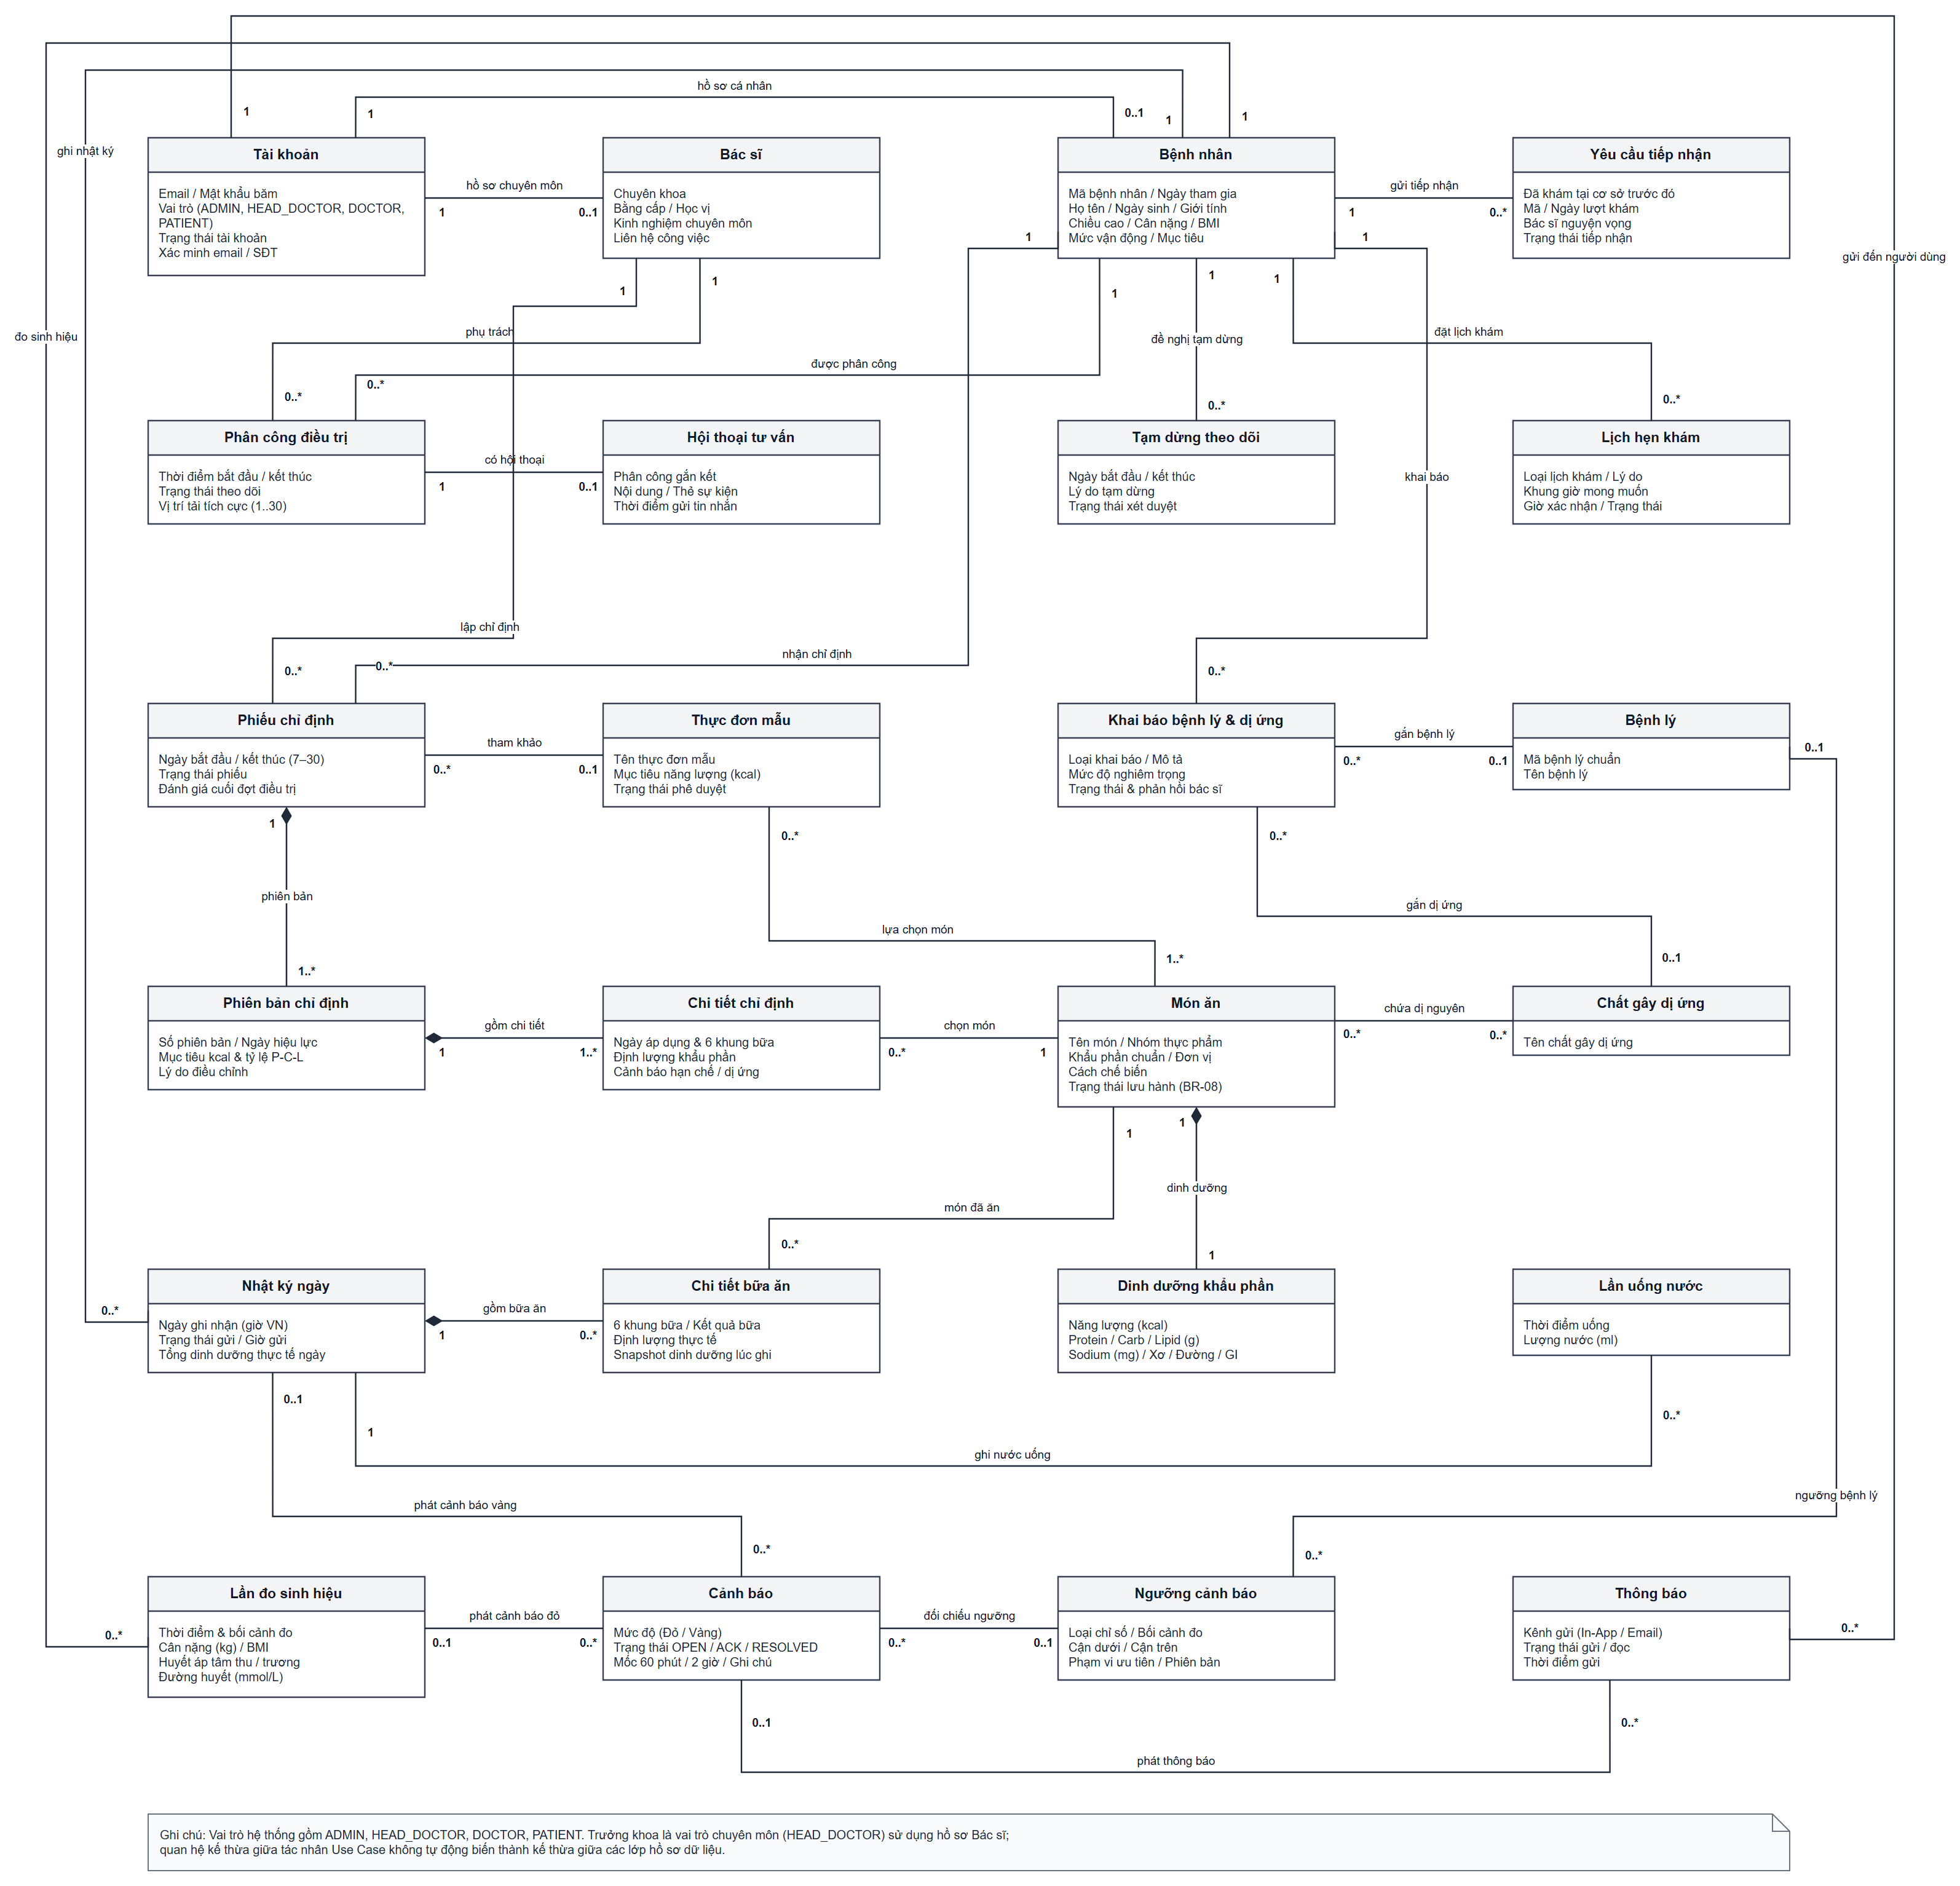 hồ sơ cá nhân
1
1
0..1
1
1
ghi nhật ký
Tài khoản
Email / Mật khẩu băm
Vai trò (ADMIN, HEAD_DOCTOR, DOCTOR,
PATIENT)
Trạng thái tài khoản
Xác minh email / SĐT
hồ sơ chuyên môn
1
0..1
Bác sĩ
Chuyên khoa
Bằng cấp / Học vị
Kinh nghiệm chuyên môn
Liên hệ công việc
Bệnh nhân
Mã bệnh nhân / Ngày tham gia
Họ tên / Ngày sinh / Giới tính
Chiều cao / Cân nặng / BMI
Mức vận động / Mục tiêu
gửi tiếp nhận
1
0..*
Yêu cầu tiếp nhận
Đã khám tại cơ sở trước đó
Mã / Ngày lượt khám
Bác sĩ nguyện vọng
Trạng thái tiếp nhận
gửi đến người dùng
1
1
1
1
1
1
1
đo sinh hiệu
phụ trách
đề nghị tạm dừng
đặt lịch khám
được phân công
0..*
0..*
0..*
0..*
Phân công điều trị
Thời điểm bắt đầu / kết thúc
Trạng thái theo dõi
Vị trí tải tích cực (1..30)
có hội thoại
1
0..1
Hội thoại tư vấn
Phân công gắn kết
Nội dung / Thẻ sự kiện
Thời điểm gửi tin nhắn
Tạm dừng theo dõi
Ngày bắt đầu / kết thúc
Lý do tạm dừng
Trạng thái xét duyệt
khai báo
Lịch hẹn khám
Loại lịch khám / Lý do
Khung giờ mong muốn
Giờ xác nhận / Trạng thái
lập chỉ định
nhận chỉ định
0..*
0..*
0..*
Phiếu chỉ định
Ngày bắt đầu / kết thúc (7–30)
Trạng thái phiếu
Đánh giá cuối đợt điều trị
tham khảo
0..*
0..1
Thực đơn mẫu
Tên thực đơn mẫu
Mục tiêu năng lượng (kcal)
Trạng thái phê duyệt
Khai báo bệnh lý & dị ứng
Loại khai báo / Mô tả
Mức độ nghiêm trọng
Trạng thái & phản hồi bác sĩ
gắn bệnh lý
0..*
0..1
Bệnh lý
Mã bệnh lý chuẩn
Tên bệnh lý
0..1
1
0..*
0..*
phiên bản
gắn dị ứng
lựa chọn món
1..*
1..*
0..1
Phiên bản chỉ định
Số phiên bản / Ngày hiệu lực
Mục tiêu kcal & tỷ lệ P-C-L
Lý do điều chỉnh
gồm chi tiết
1
1..*
Chi tiết chỉ định
Ngày áp dụng & 6 khung bữa
Định lượng khẩu phần
Cảnh báo hạn chế / dị ứng
chọn món
0..*
1
Món ăn
Tên món / Nhóm thực phẩm
Khẩu phần chuẩn / Đơn vị
Cách chế biến
Trạng thái lưu hành (BR-08)
chứa dị nguyên
0..*
0..*
Chất gây dị ứng
Tên chất gây dị ứng
1
1
dinh dưỡng
món đã ăn
0..*
1
0..*
Nhật ký ngày
Ngày ghi nhận (giờ VN)
Trạng thái gửi / Giờ gửi
Tổng dinh dưỡng thực tế ngày
gồm bữa ăn
1
0..*
Chi tiết bữa ăn
6 khung bữa / Kết quả bữa
Định lượng thực tế
Snapshot dinh dưỡng lúc ghi
Dinh dưỡng khẩu phần
Năng lượng (kcal)
Protein / Carb / Lipid (g)
Sodium (mg) / Xơ / Đường / GI
Lần uống nước
Thời điểm uống
Lượng nước (ml)
0..1
1
0..*
ghi nước uống
ngưỡng bệnh lý
phát cảnh báo vàng
0..*
0..*
Lần đo sinh hiệu
Thời điểm & bối cảnh đo
Cân nặng (kg) / BMI
Huyết áp tâm thu / trương
Đường huyết (mmol/L)
0..*
phát cảnh báo đỏ
0..1
0..*
Cảnh báo
Mức độ (Đỏ / Vàng)
Trạng thái OPEN / ACK / RESOLVED
Mốc 60 phút / 2 giờ / Ghi chú
đối chiếu ngưỡng
0..*
0..1
Ngưỡng cảnh báo
Loại chỉ số / Bối cảnh đo
Cận dưới / Cận trên
Phạm vi ưu tiên / Phiên bản
Thông báo
Kênh gửi (In-App / Email)
Trạng thái gửi / đọc
Thời điểm gửi
0..*
0..1
0..*
phát thông báo
Ghi chú: Vai trò hệ thống gồm ADMIN, HEAD_DOCTOR, DOCTOR, PATIENT. Trưởng khoa là vai trò chuyên môn (HEAD_DOCTOR) sử dụng hồ sơ Bác sĩ;
quan hệ kế thừa giữa tác nhân Use Case không tự động biến thành kế thừa giữa các lớp hồ sơ dữ liệu.